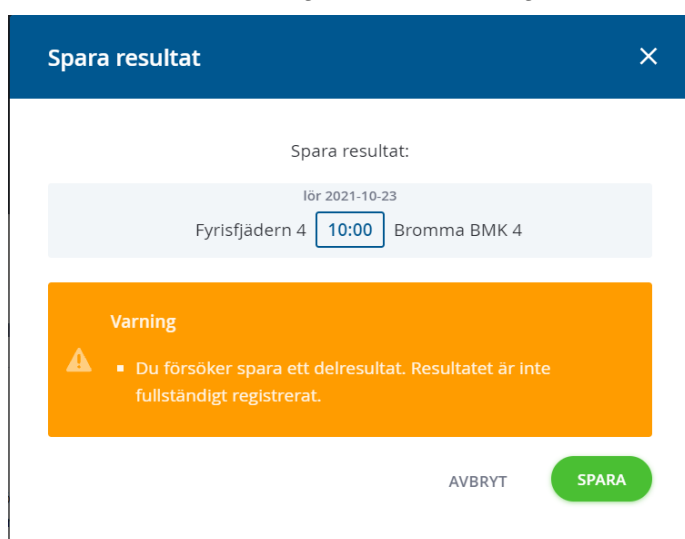 Spara resultat
Spara resultat:
lör 2021-10-23
Fyrisfjädern 4 10:00 Bromma BMK 4
Varning
Du försöker spara ett delresultat. Resultatet är inte
fullständigt registrerat.
AVBRYT SPARA